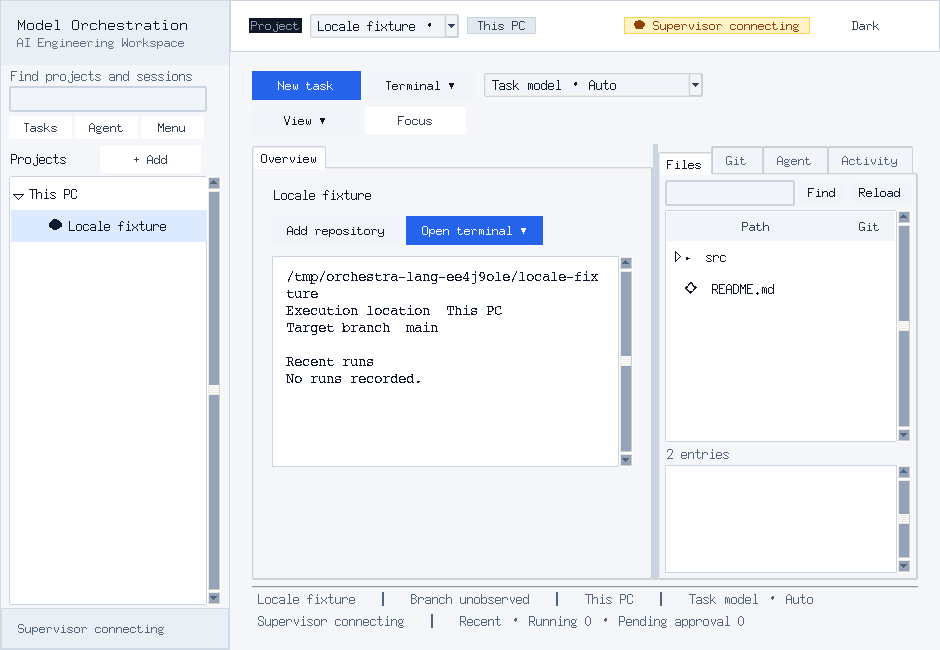 Model Orchestration
AI Engineering Workspace
Project
Locale fixture •
This PC
Supervisor connecting
Dark
Find projects and sessions
Tasks
Agent
Menu
Projects
+ Add
This PC
Locale fixture
Supervisor connecting
New task
Terminal ▼
Task model • Auto
View ▼
Focus
Overview
Locale fixture
Add repository
Open terminal ▼
/tmp/orchestra-lang-ee4j9ole/locale-fix
ture
Execution location This PC
Target branch main
Recent runs
No runs recorded.
Files
Git
Agent
Activity
Find
Reload
Path
Git
src
README.md
2 entries
Locale fixture | Branch unobserved | This PC | Task model • Auto
Supervisor connecting | Recent • Running 0 • Pending approval 0